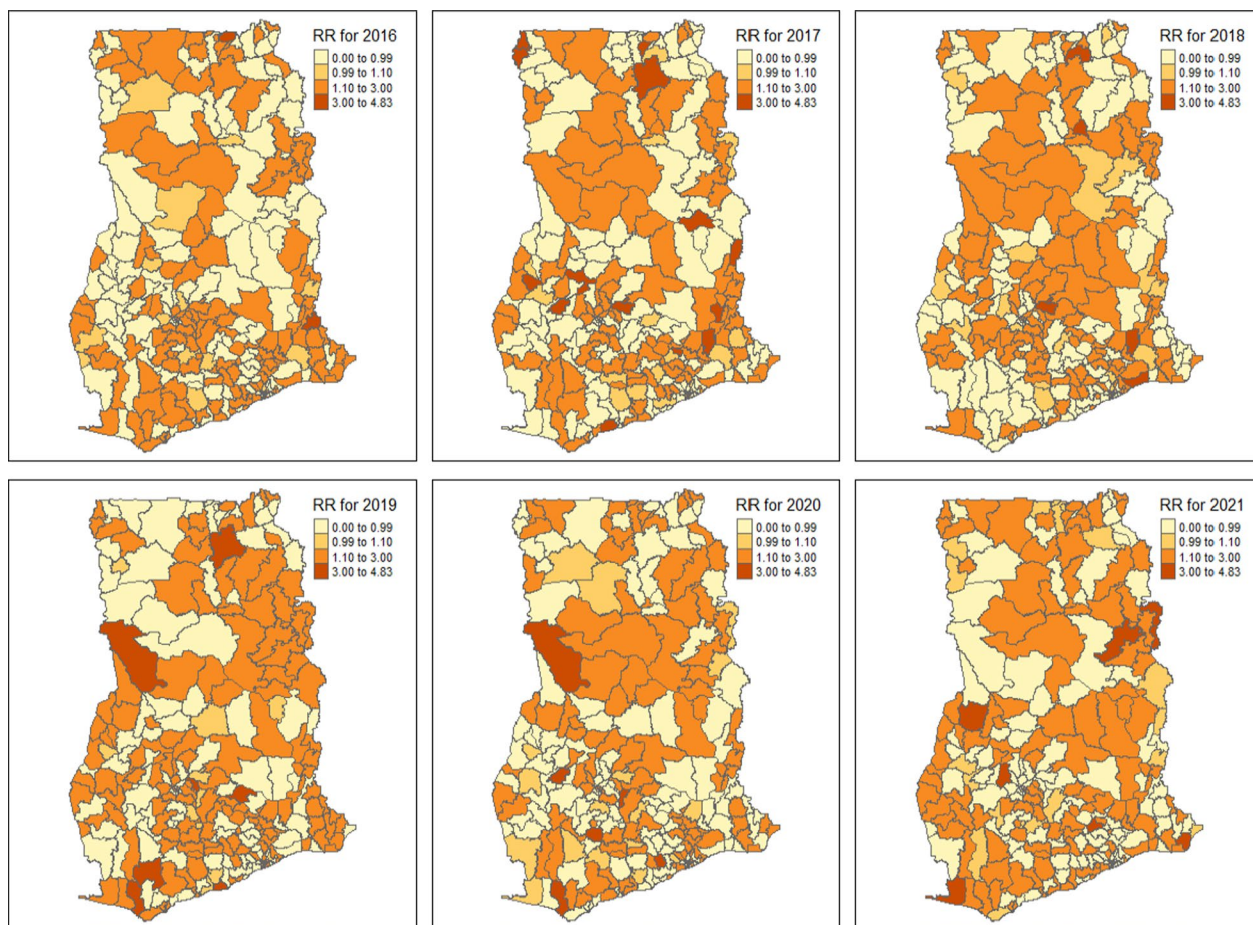 RR for 2016
0.00 to 0.99
0.99 to 1.10
1.10 to 3.00
3.00 to 4.83
RR for 2017
0.00 to 0.99
0.99 to 1.10
1.10 to 3.00
3.00 to 4.83
RR for 2018
0.00 to 0.99
0.99 to 1.10
1.10 to 3.00
3.00 to 4.83
RR for 2019
0.00 to 0.99
0.99 to 1.10
1.10 to 3.00
3.00 to 4.83
RR for 2020
0.00 to 0.99
0.99 to 1.10
1.10 to 3.00
3.00 to 4.83
RR for 2021
0.00 to 0.99
0.99 to 1.10
1.10 to 3.00
3.00 to 4.83